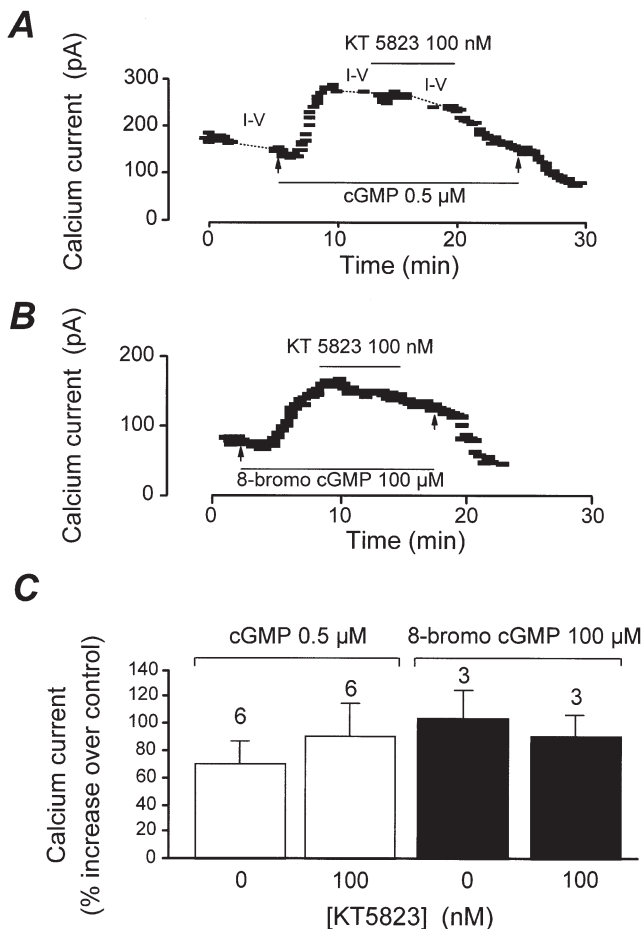 A
KT 5823 100 nM
Calcium current (pA)
300
200
100
0
I-V
I-V
I-V
cGMP 0.5 µM
0
10
20
30
Time (min)
B
KT 5823 100 nM
Calcium current (pA)
200
100
0
8-bromo cGMP 100 µM
0
10
20
30
Time (min)
C
cGMP 0.5 µM
8-bromo cGMP 100 µM
Calcium current
(% increase over control)
140
120
100
80
60
40
20
0
6
6
3
3
0
100
0
100
[KT5823] (nM)